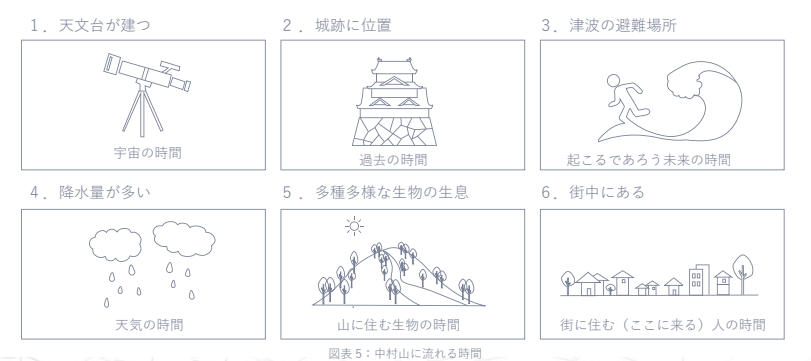 1．天文台が建つ
宇宙の時間
2．城跡に位置
過去の時間
3．津波の避難場所
起こるであろう未来の時間
4．降水量が多い
天気の時間
5．多種多様な生物の生息
山に住む生物の時間
6．街中にある
街に住む（ここに来る）人の時間
図表5：中村山に流れる時間